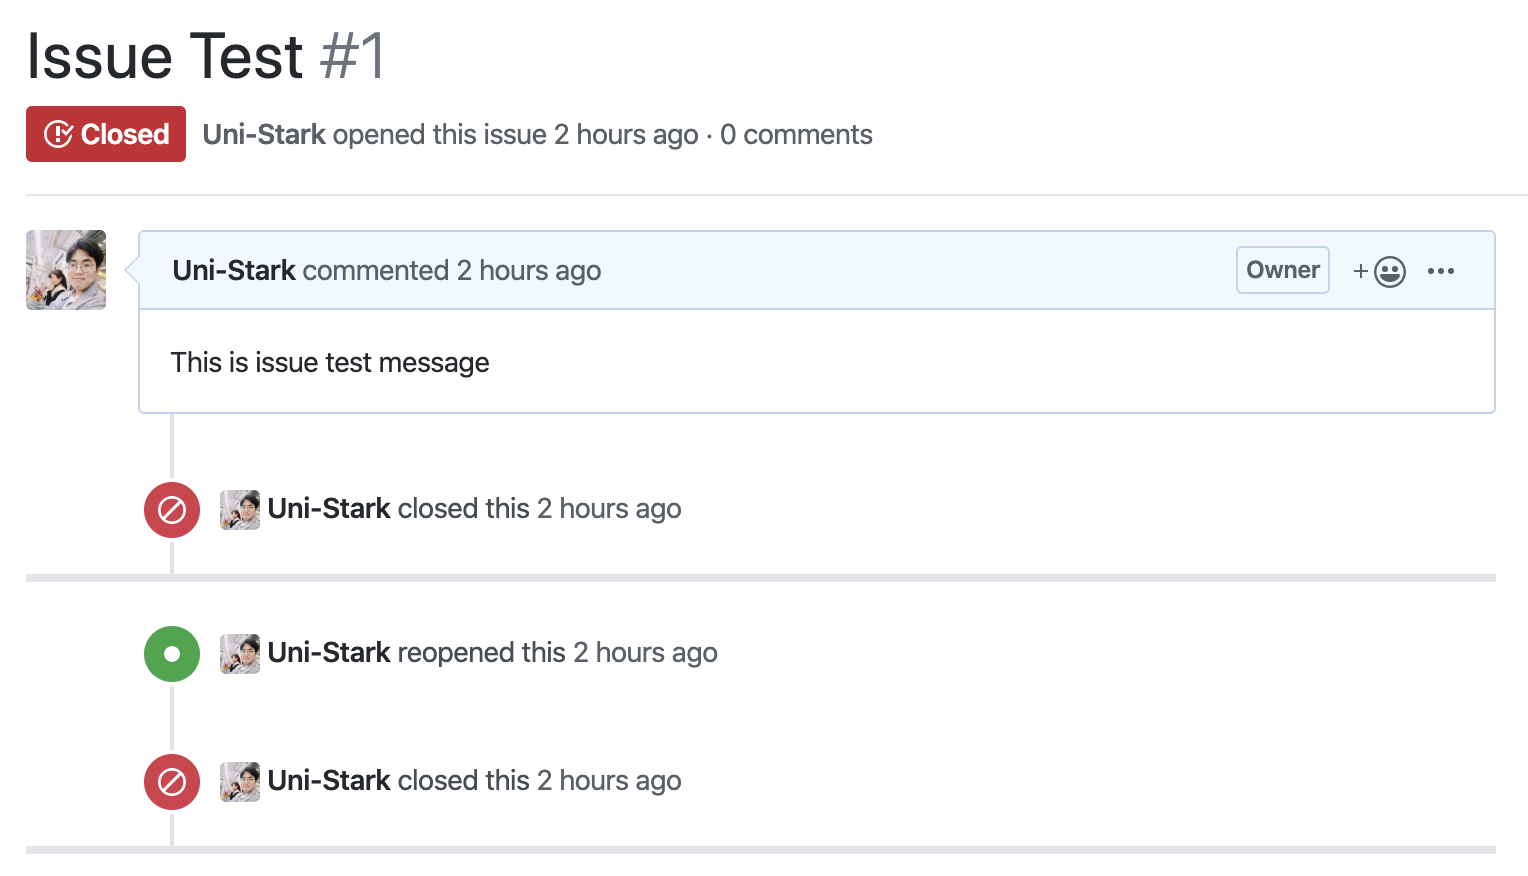 Issue Test #1
Closed Uni-Stark opened this issue 2 hours ago · 0 comments
Uni-Stark commented 2 hours ago Owner
This is issue test message
Uni-Stark closed this 2 hours ago
Uni-Stark reopened this 2 hours ago
Uni-Stark closed this 2 hours ago